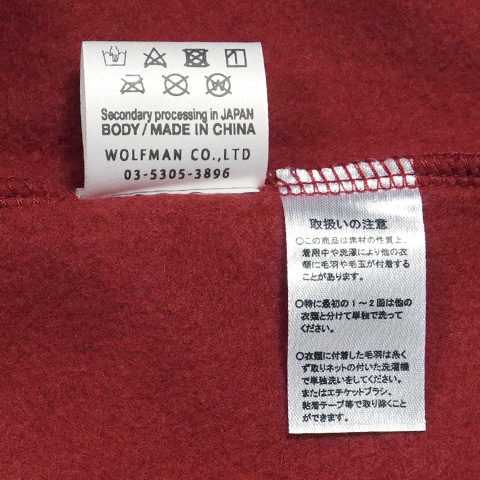 Secondary processing in JAPAN
BODY / MADE IN CHINA
WOLFMAN CO.,LTD
03-5305-3896
取扱いの注意
○この商品は素材の性質上、
着用中や洗濯により他の衣
類に毛羽や毛玉が付着する
ことがあります。
●特に最初の1〜2回は他の
衣類と分けて単独で洗って
ください。
●衣類に付着した毛羽は糸く
ず取りネットの付いた洗濯機
で単独洗いをしてください。
またはエチケットブラシ、
粘着テープ等で取り除くこと
ができます。